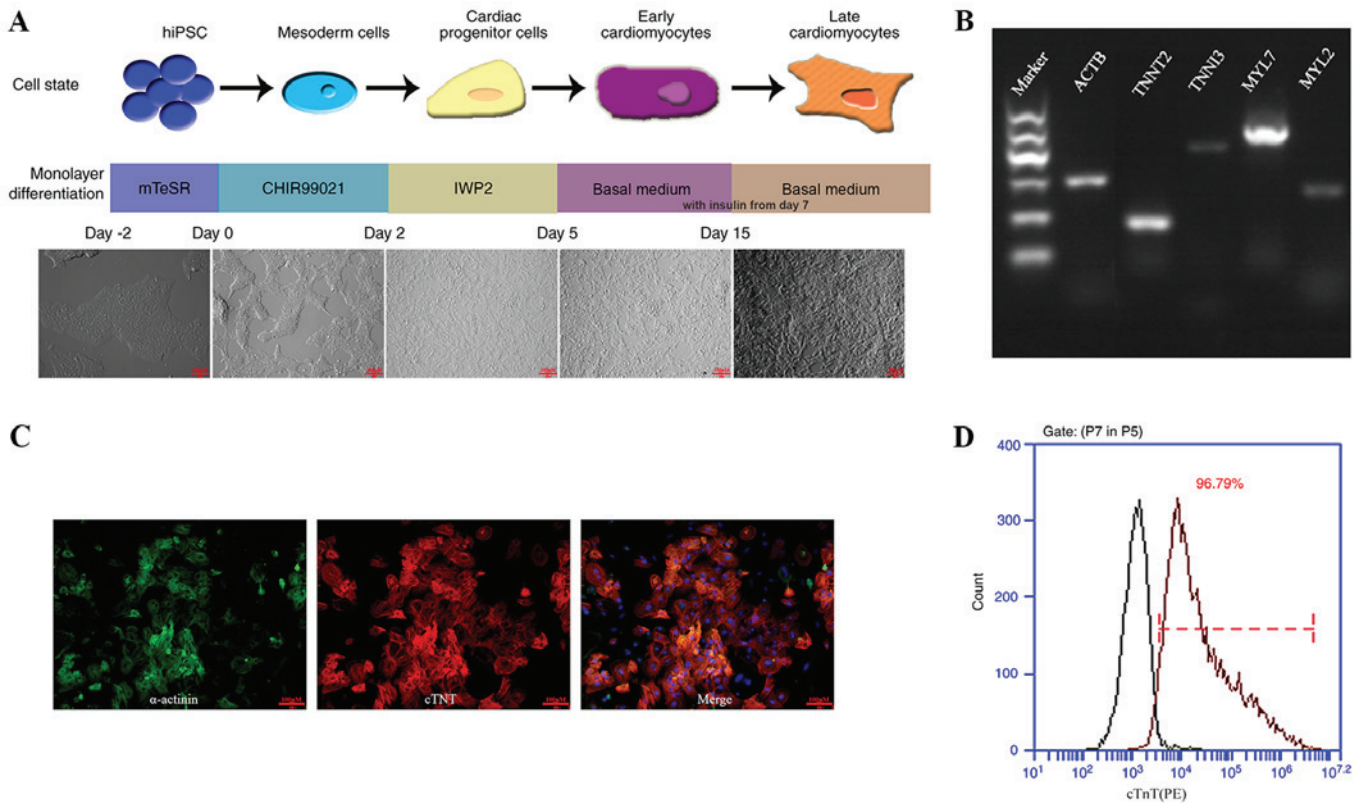 A
hiPSC
Mesoderm cells
Cardiac
progenitor cells
Early
cardiomyocytes
Late
cardiomyocytes
Cell state
Monolayer
differentiation
mTeSR
CHIR99021
IWP2
Basal medium
Basal medium
with insulin from day 7
Day -2
Day 0
Day 2
Day 5
Day 15
B
Marker
ACTB
TNNT2
TNNI3
MYL7
MYL2
C
α-actinin
100μM
cTNT
100μM
Merge
100μM
D
Gate: (P7 in P5)
96.79%
Count
400
300
200
100
0
10¹
10²
10³
10⁴
10⁵
10⁶
10⁷·²
cTnT(PE)